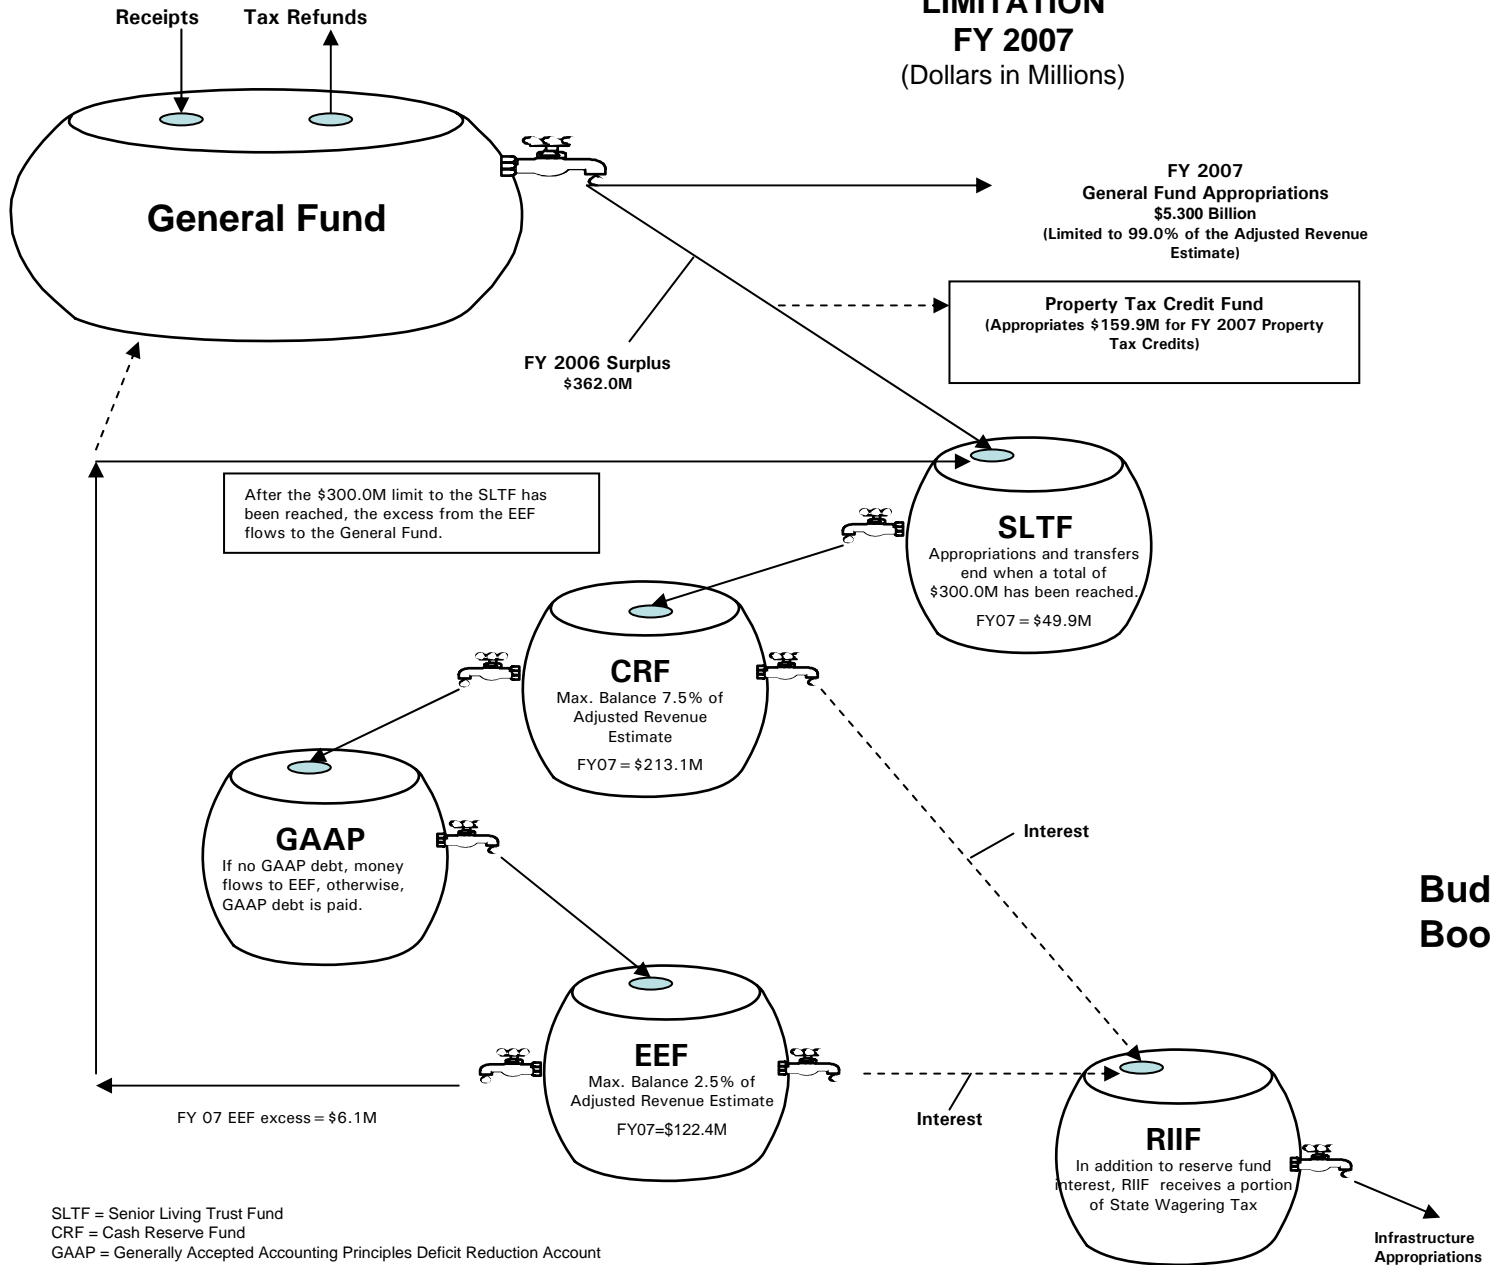 LIMITATION
FY 2007
(Dollars in Millions)
Receipts
Tax Refunds
General Fund
FY 2007
General Fund Appropriations
$5.300 Billion
(Limited to 99.0% of the Adjusted Revenue
Estimate)
Property Tax Credit Fund
(Appropriates $159.9M for FY 2007 Property
Tax Credits)
FY 2006 Surplus
$362.0M
After the $300.0M limit to the SLTF has
been reached, the excess from the EEF
flows to the General Fund.
SLTF
Appropriations and transfers
end when a total of
$300.0M has been reached.
FY07 = $49.9M
CRF
Max. Balance 7.5% of
Adjusted Revenue
Estimate
FY07 = $213.1M
GAAP
If no GAAP debt, money
flows to EEF, otherwise,
GAAP debt is paid.
Interest
Bud
Boo
EEF
Max. Balance 2.5% of
Adjusted Revenue Estimate
FY07=$122.4M
FY 07 EEF excess = $6.1M
Interest
RIIF
In addition to reserve fund
interest, RIIF receives a portion
of State Wagering Tax
Infrastructure
Appropriations
SLTF = Senior Living Trust Fund
CRF = Cash Reserve Fund
GAAP = Generally Accepted Accounting Principles Deficit Reduction Account